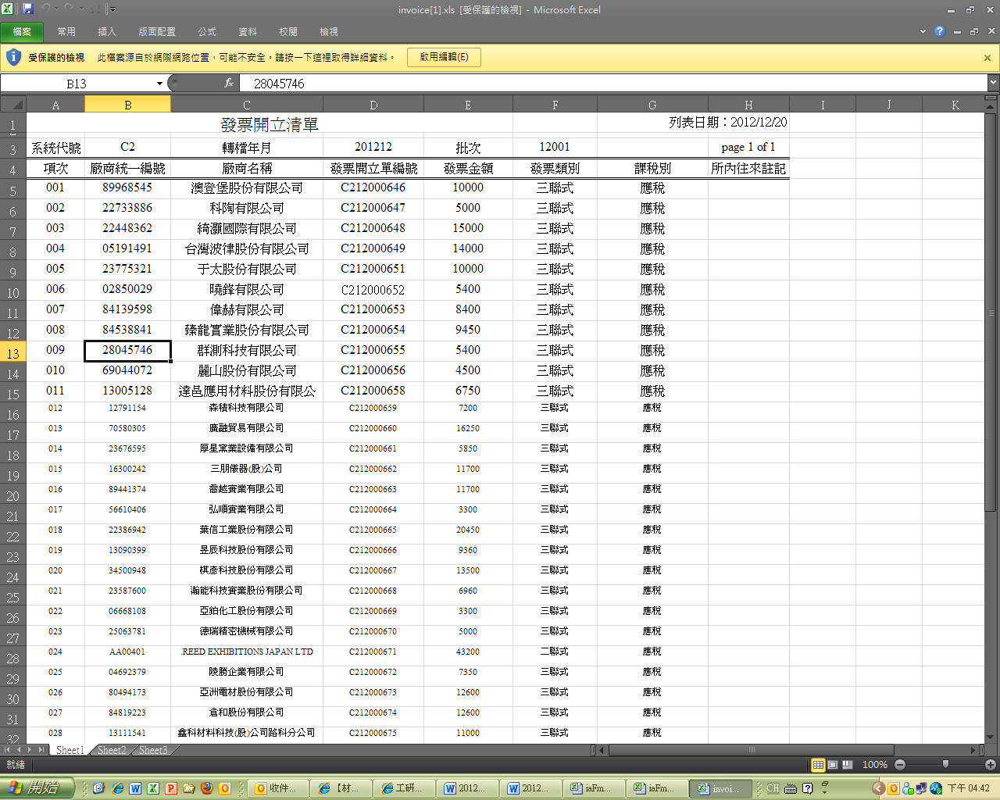 invoice[1].xls [受保護的檢視] - Microsoft Excel
檔案 常用 插入 版面配置 公式 資料 校閱 檢視
受保護的檢視 此檔案源自於網際網路位置，可能不安全。請按一下這裡取得詳細資料。 啟用編輯(E)
B13 fx 28045746
A B C D E F G H I J K
1 發票開立清單 列表日期：2012/12/20
2
3 系統代號 C2 轉檔年月 201212 批次 12001 page 1 of 1
4 項次 廠商統一編號 廠商名稱 發票開立單編號 發票金額 發票類別 課稅別 所內往來註記
5 001 89968545 澳登堡股份有限公司 C212000646 10000 三聯式 應稅
6 002 22733886 科陶有限公司 C212000647 5000 三聯式 應稅
7 003 22448362 綺灝國際有限公司 C212000648 15000 三聯式 應稅
8 004 05191491 台灣波律股份有限公司 C212000649 14000 三聯式 應稅
9 005 23775321 于太股份有限公司 C212000651 10000 三聯式 應稅
10 006 02850029 曉鋒有限公司 C212000652 5400 三聯式 應稅
11 007 84139598 偉赫有限公司 C212000653 8400 三聯式 應稅
12 008 84538841 臻龍實業股份有限公司 C212000654 9450 三聯式 應稅
13 009 28045746 群測科技有限公司 C212000655 5400 三聯式 應稅
14 010 69044072 麗山股份有限公司 C212000656 4500 三聯式 應稅
15 011 13005128 達邑應用材料股份有限公 C212000658 6750 三聯式 應稅
16 012 12791154 森積科技有限公司 C212000659 7200 三聯式 應稅
17 013 70580305 廣融貿易有限公司 C212000660 16250 三聯式 應稅
18 014 23676595 厚星窯業設備有限公司 C212000661 5850 三聯式 應稅
19 015 16300242 三朋儀器(股)公司 C212000662 11700 三聯式 應稅
20 016 89441374 喬越實業有限公司 C212000663 11700 三聯式 應稅
21 017 56610406 弘順實業有限公司 C212000664 3300 三聯式 應稅
22 018 22386942 葉信工業股份有限公司 C212000665 20450 三聯式 應稅
23 019 13090399 昱辰科技股份有限公司 C212000666 9360 三聯式 應稅
24 020 34500948 棋彥科技股份有限公司 C212000667 13500 三聯式 應稅
25 021 23587600 瀚能科技實業股份有限公司 C212000668 6960 三聯式 應稅
26 022 06668108 亞鉑化工股份有限公司 C212000669 3300 三聯式 應稅
27 023 25063781 德瑞精密機械有限公司 C212000670 5000 三聯式 應稅
28 024 AA00401 .REED EXHIBITIONS JAPAN LTD C212000671 43200 二聯式 應稅
29 025 04692379 陵勝企業有限公司 C212000672 7350 三聯式 應稅
30 026 80494173 亞洲電材股份有限公司 C212000673 12600 三聯式 應稅
31 027 84819223 倉和股份有限公司 C212000674 12600 三聯式 應稅
32 028 13111541 鑫科材料科技(股)公司路科分公司 C212000675 11000 三聯式 應稅
Sheet1 Sheet2 Sheet3
就緒 100%
開始 收件... 【材... 工研... 2012... 2012... iaFm... iaFm... invoi... CH 下午 04:42